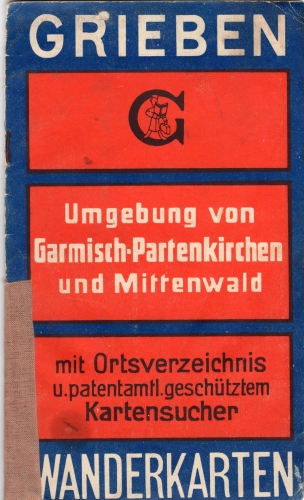 GRIEBEN
G
Umgebung von
Garmisch-Partenkirchen
und Mittenwald
mit Ortsverzeichnis
u. patentamtl. geschütztem
Kartensucher
WANDERKARTEN